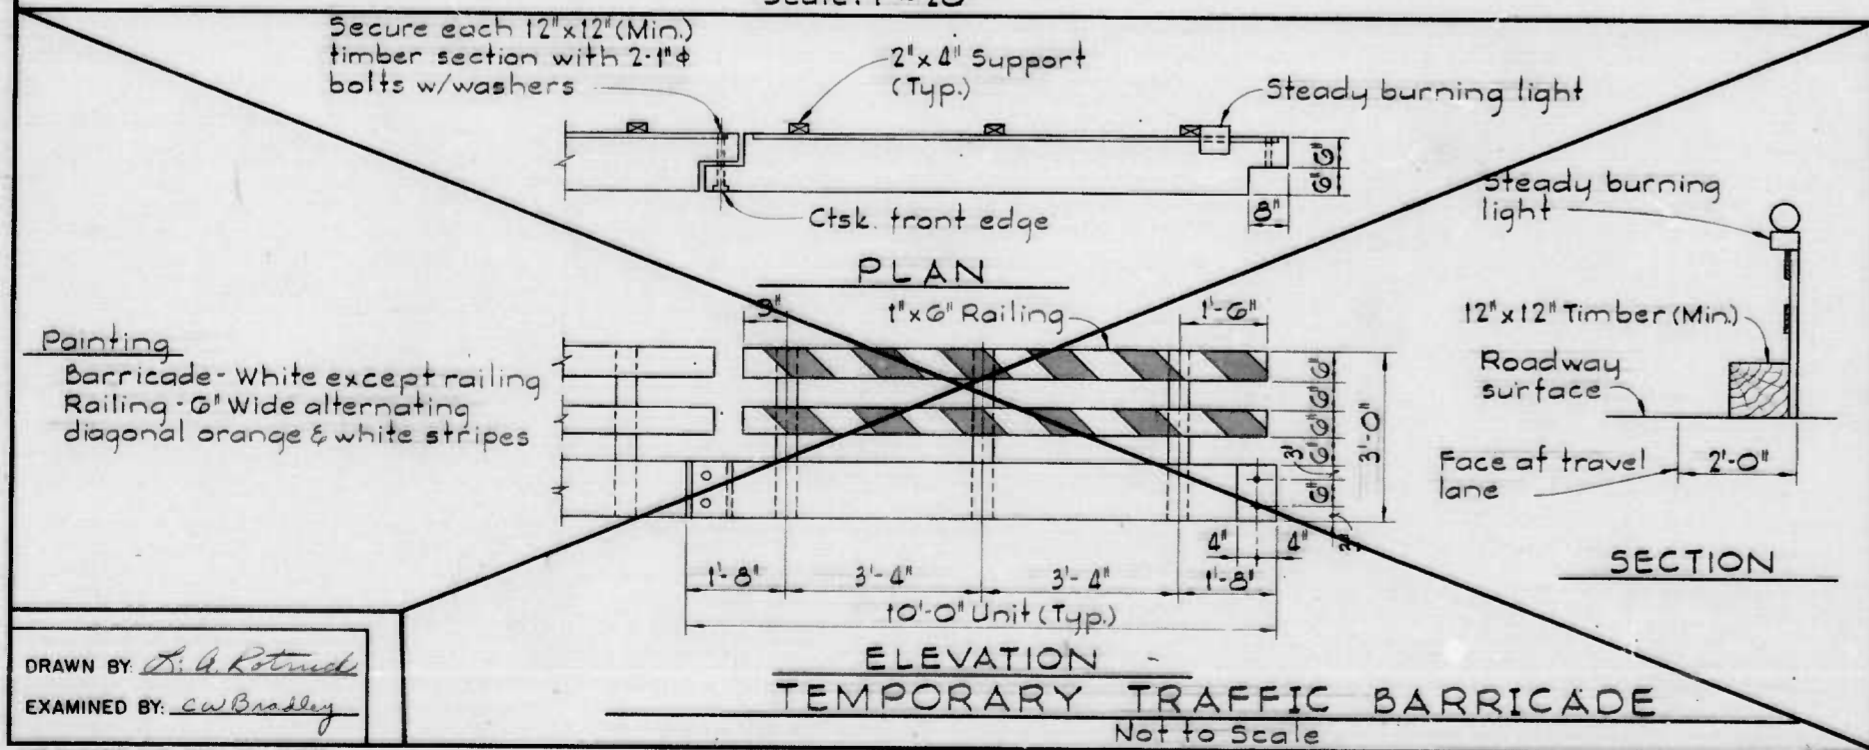 Secure each 12"x12"(Min.)
timber section with 2-1"ϕ
bolts w/washers
2"x4" Support
(Typ.)
Steady burning light
6"
6"
8"
Ctsk. front edge
PLAN
Steady burning
light
12"x12" Timber (Min.)
Roadway
surface
Face of travel
lane
2'-0"
SECTION
Painting
Barricade - White except railing
Railing - 6" Wide alternating
diagonal orange & white stripes
9"
1"x6" Railing
1'-6"
6"
6"
6"
6"
3"
6"
3"
3'-0"
4"
4"
1'-8"
3'-4"
3'-4"
1'-8"
10'-0" Unit (Typ.)
ELEVATION
TEMPORARY TRAFFIC BARRICADE
Not to Scale
DRAWN BY: L. A. Rotruck
EXAMINED BY: CW Bradley